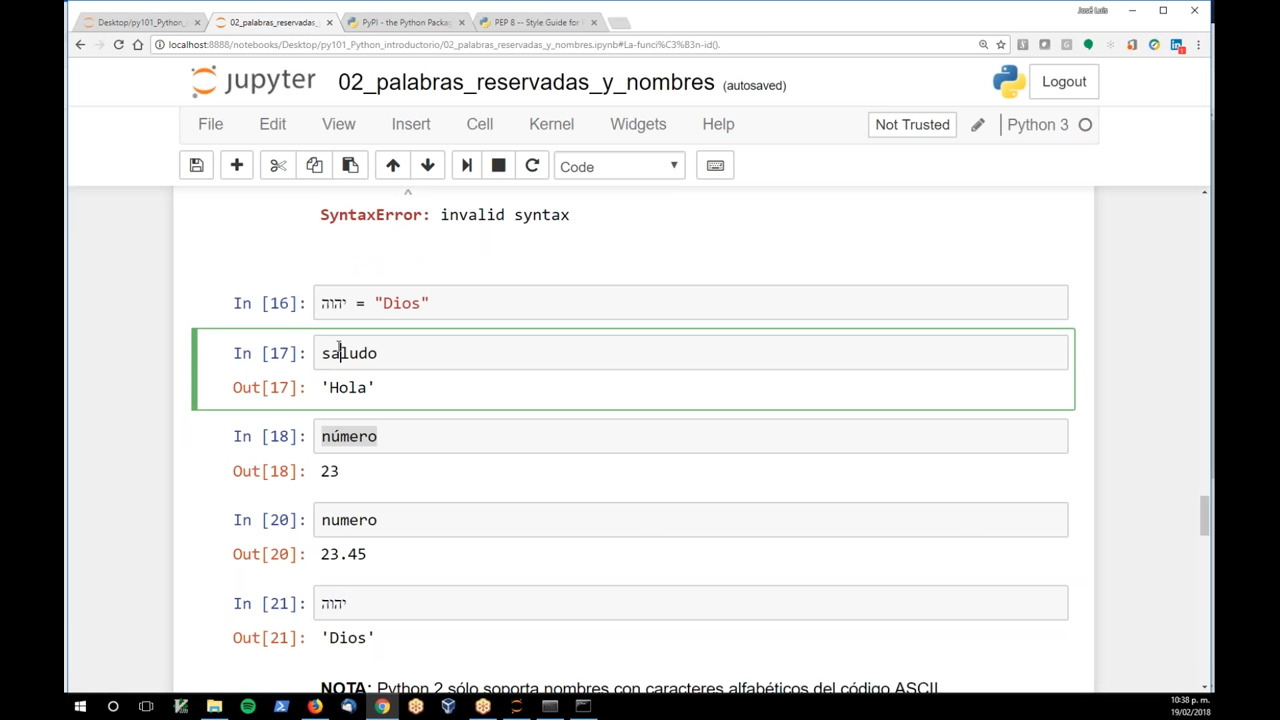 José Luis
Desktop/py101_Python_
02_palabras_reservadas_
PyPI - the Python Packa
PEP 8 -- Style Guide for
localhost:8888/notebooks/Desktop/py101_Python_introductorio/02_palabras_reservadas_y_nombres.ipynb#La-funci%C3%B3n-id().
jupyter 02_palabras_reservadas_y_nombres (autosaved)
Logout
File Edit View Insert Cell Kernel Widgets Help Not Trusted Python 3
Code
^
SyntaxError: invalid syntax
In [16]: יהוה = "Dios"
In [17]: saludo
Out[17]: 'Hola'
In [18]: número
Out[18]: 23
In [20]: numero
Out[20]: 23.45
In [21]: יהוה
Out[21]: 'Dios'
NOTA: Python 2 sólo soporta nombres con caracteres alfabéticos del código ASCII
10:38 p. m.
19/02/2018